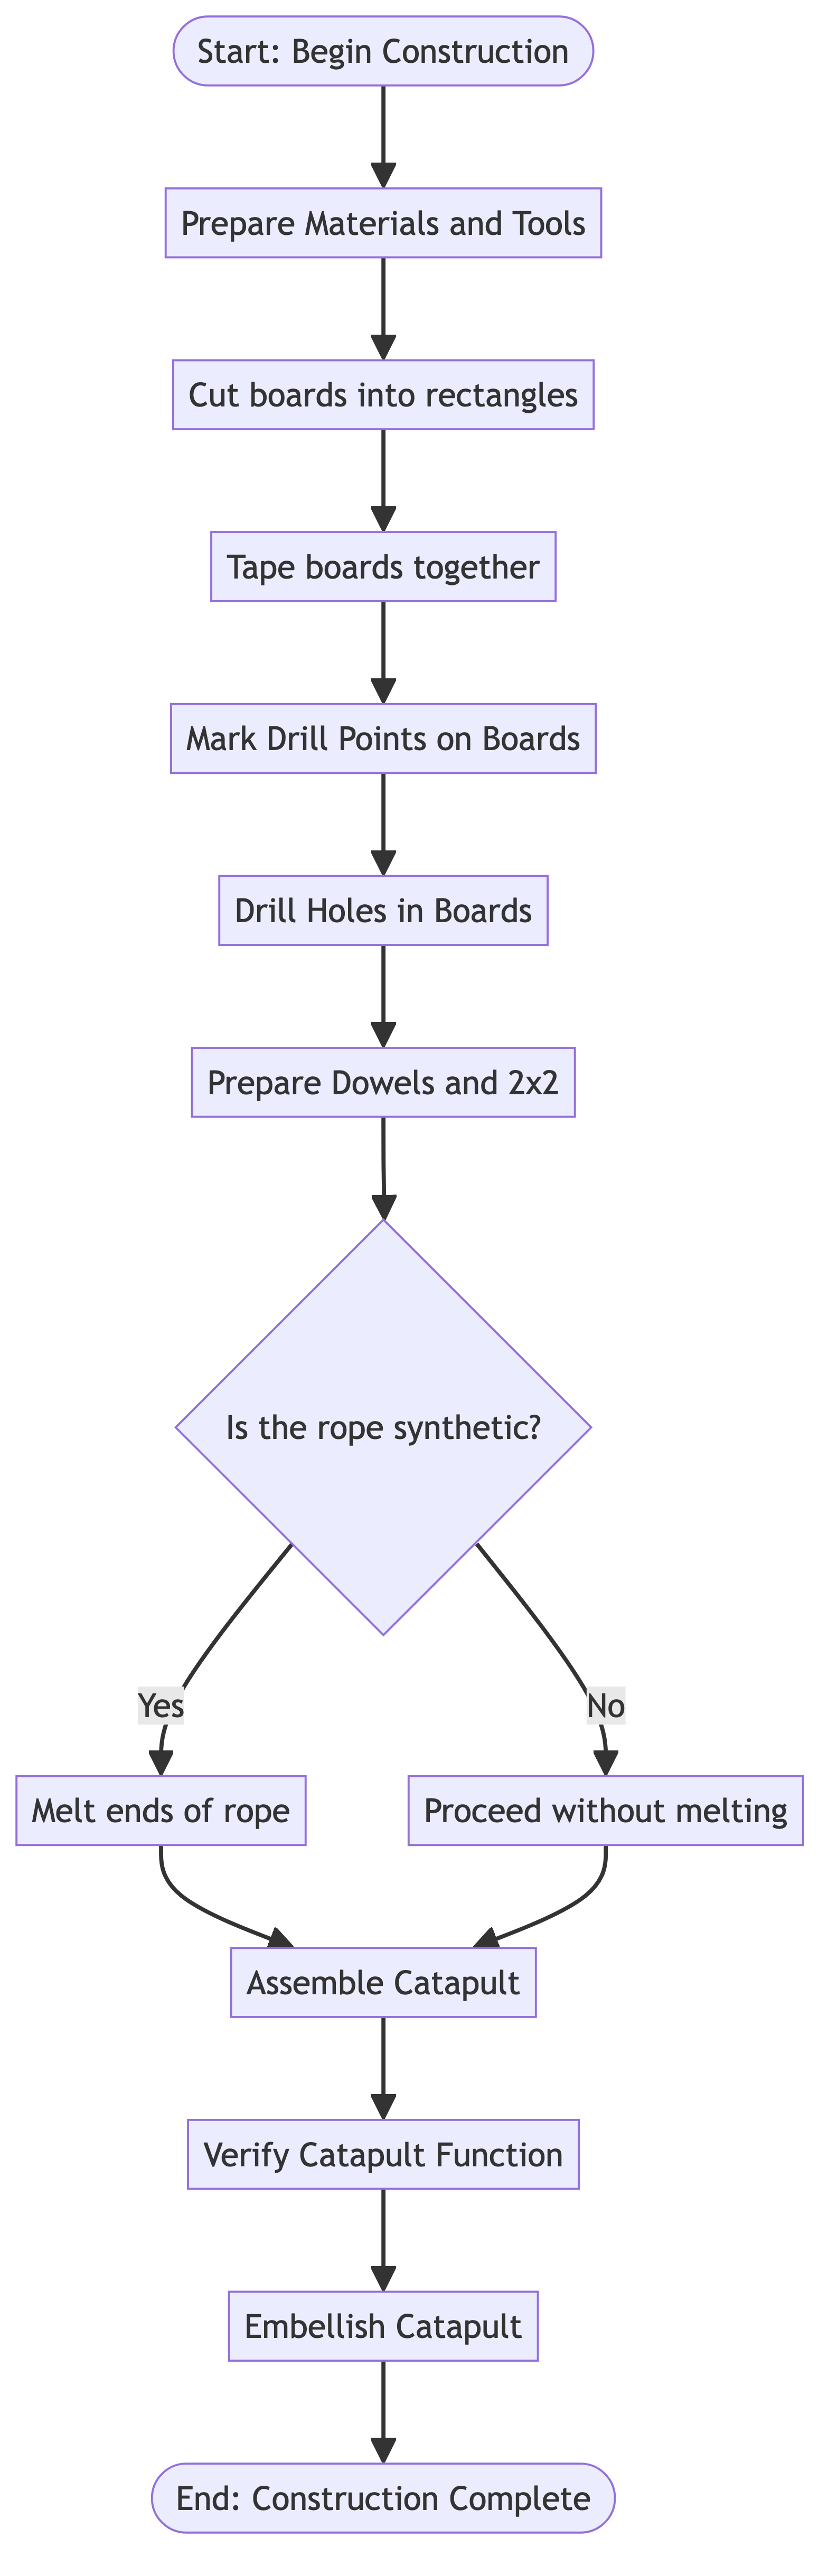 Start: Begin Construction
Prepare Materials and Tools
Cut boards into rectangles
Tape boards together
Mark Drill Points on Boards
Drill Holes in Boards
Prepare Dowels and 2x2
Is the rope synthetic?
Yes
No
Melt ends of rope
Proceed without melting
Assemble Catapult
Verify Catapult Function
Embellish Catapult
End: Construction Complete